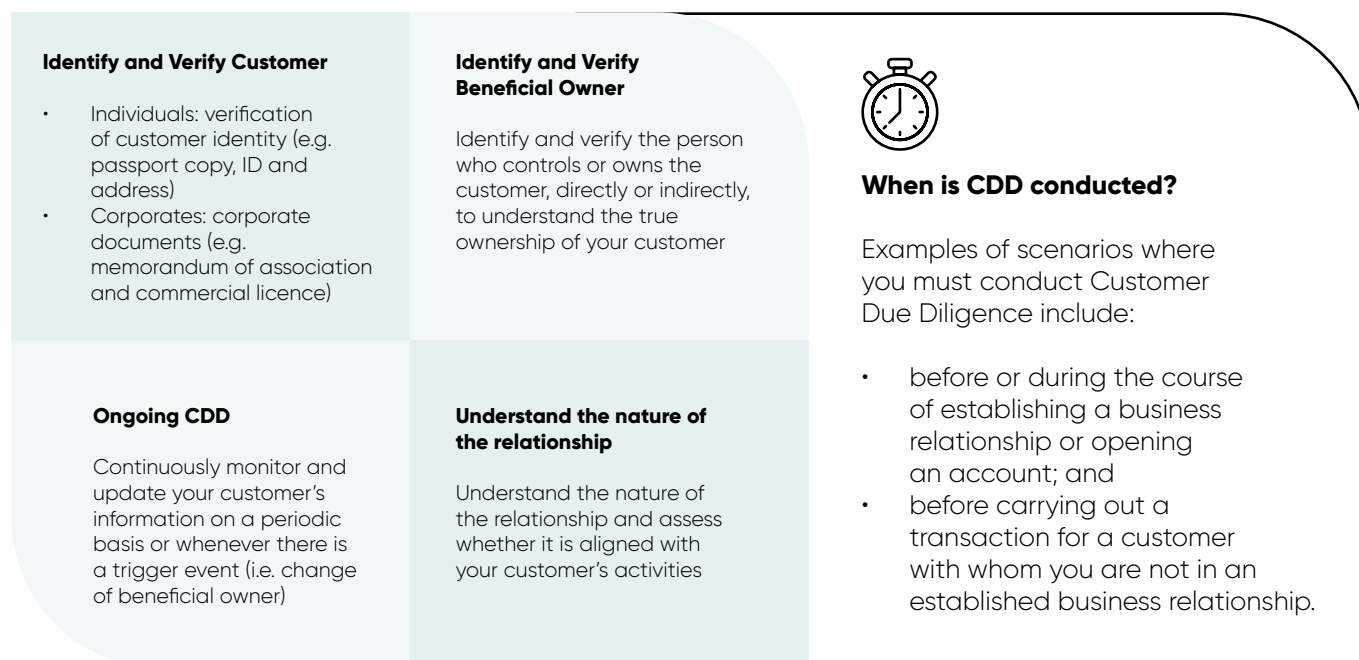 Identify and Verify Customer
• Individuals: verification
of customer identity (e.g.
passport copy, ID and
address)
• Corporates: corporate
documents (e.g.
memorandum of association
and commercial licence)
Identify and Verify
Beneficial Owner
Identify and verify the person
who controls or owns the
customer, directly or indirectly,
to understand the true
ownership of your customer
Ongoing CDD
Continuously monitor and
update your customer’s
information on a periodic
basis or whenever there is
a trigger event (i.e. change
of beneficial owner)
Understand the nature of
the relationship
Understand the nature of
the relationship and assess
whether it is aligned with
your customer’s activities
When is CDD conducted?
Examples of scenarios where
you must conduct Customer
Due Diligence include:
• before or during the course
of establishing a business
relationship or opening
an account; and
• before carrying out a
transaction for a customer
with whom you are not in an
established business relationship.